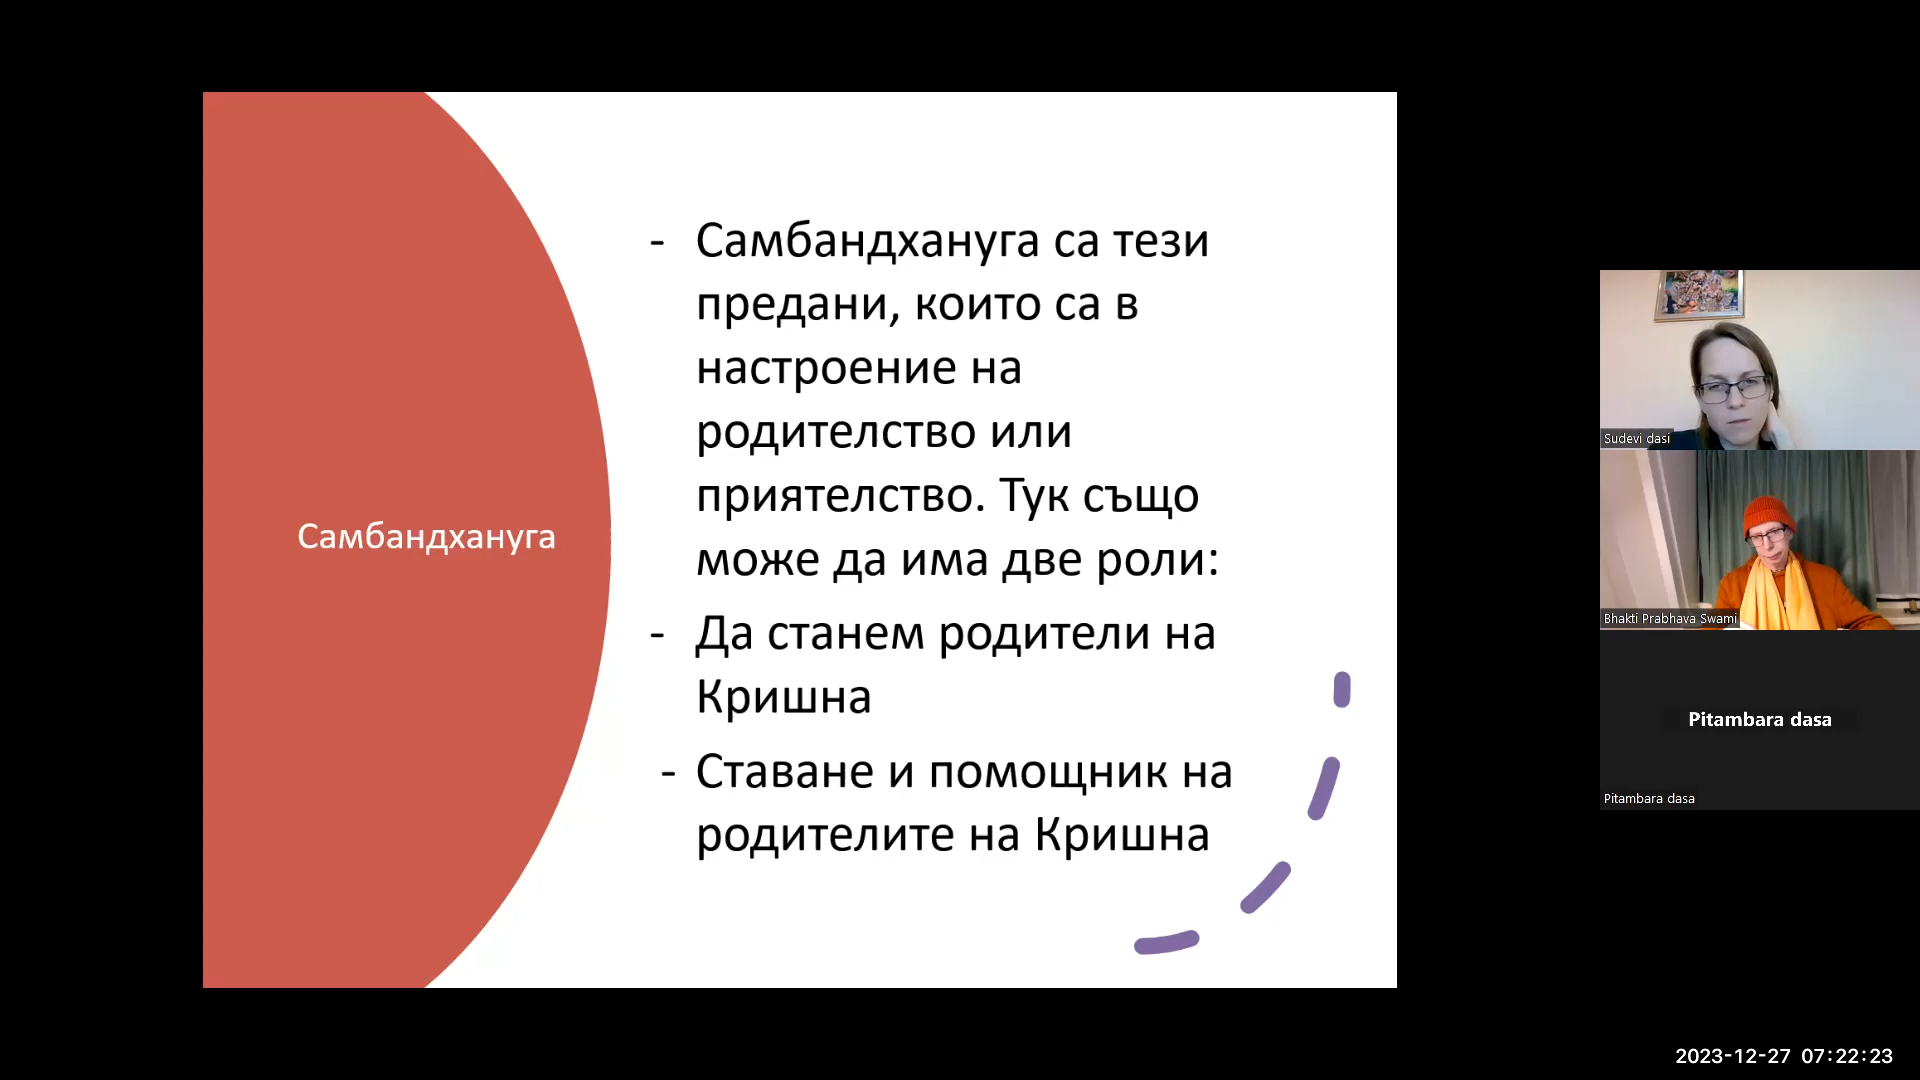 Самбандхануга
- Самбандхануга са тези
предани, които са в
настроение на
родителство или
приятелство. Тук също
може да има две роли:
- Да станем родители на
Кришна
- Ставане и помощник на
родителите на Кришна
Sudevi dasi
Bhakti Prabhava Swami
Pitambara dasa
Pitambara dasa
2023-12-27 07:22:23